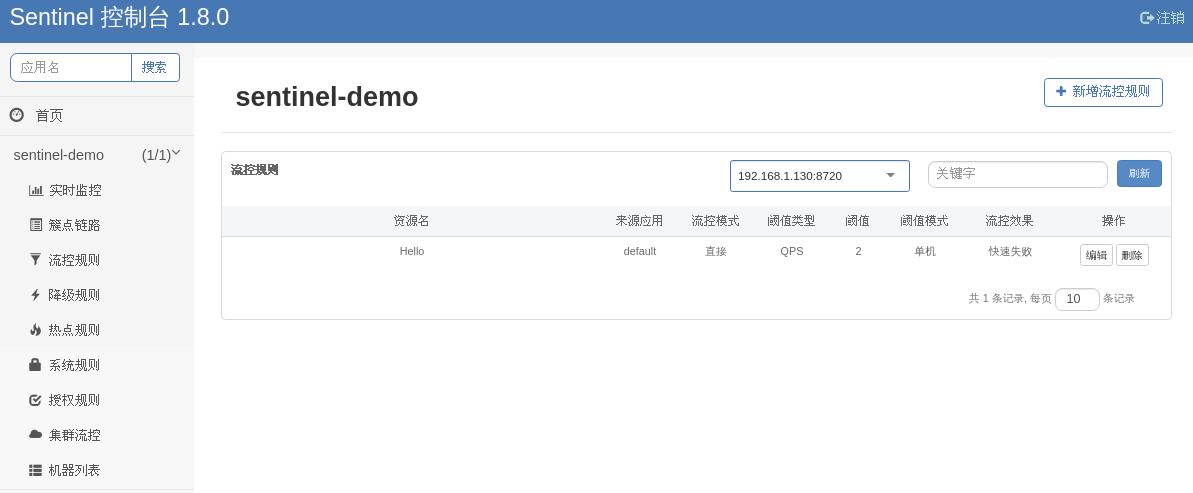 Sentinel 控制台 1.8.0
注销
应用名 搜索
首页
sentinel-demo (1/1)
实时监控
簇点链路
流控规则
降级规则
热点规则
系统规则
授权规则
集群流控
机器列表
sentinel-demo
新增流控规则
流控规则 192.168.1.130:8720 关键字 刷新
资源名 来源应用 流控模式 阈值类型 阈值 阈值模式 流控效果 操作
Hello default 直接 QPS 2 单机 快速失败 编辑 删除
共 1 条记录, 每页 10 条记录